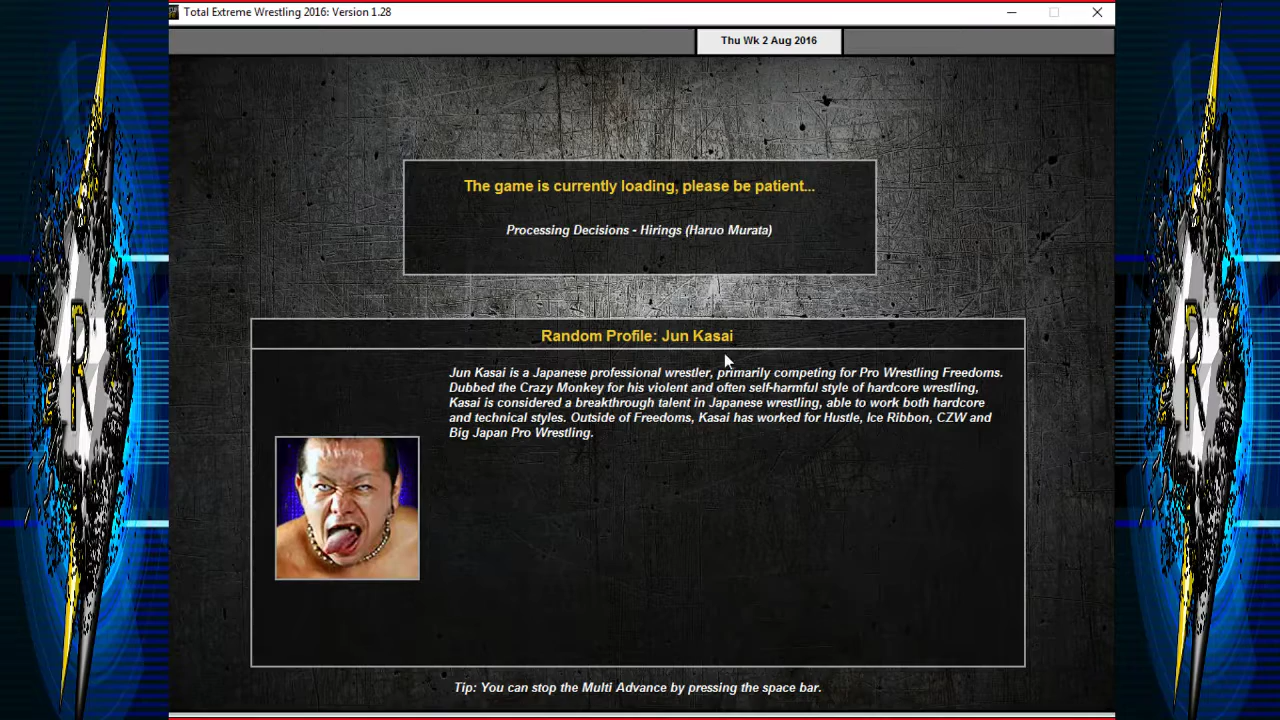 Total Extreme Wrestling 2016: Version 1.28
Thu Wk 2 Aug 2016
The game is currently loading, please be patient...
Processing Decisions - Hirings (Haruo Murata)
Random Profile: Jun Kasai
Jun Kasai is a Japanese professional wrestler, primarily competing for Pro Wrestling Freedoms.
Dubbed the Crazy Monkey for his violent and often self-harmful style of hardcore wrestling,
Kasai is considered a breakthrough talent in Japanese wrestling, able to work both hardcore
and technical styles. Outside of Freedoms, Kasai has worked for Hustle, Ice Ribbon, CZW and
Big Japan Pro Wrestling.
R
R
Tip: You can stop the Multi Advance by pressing the space bar.